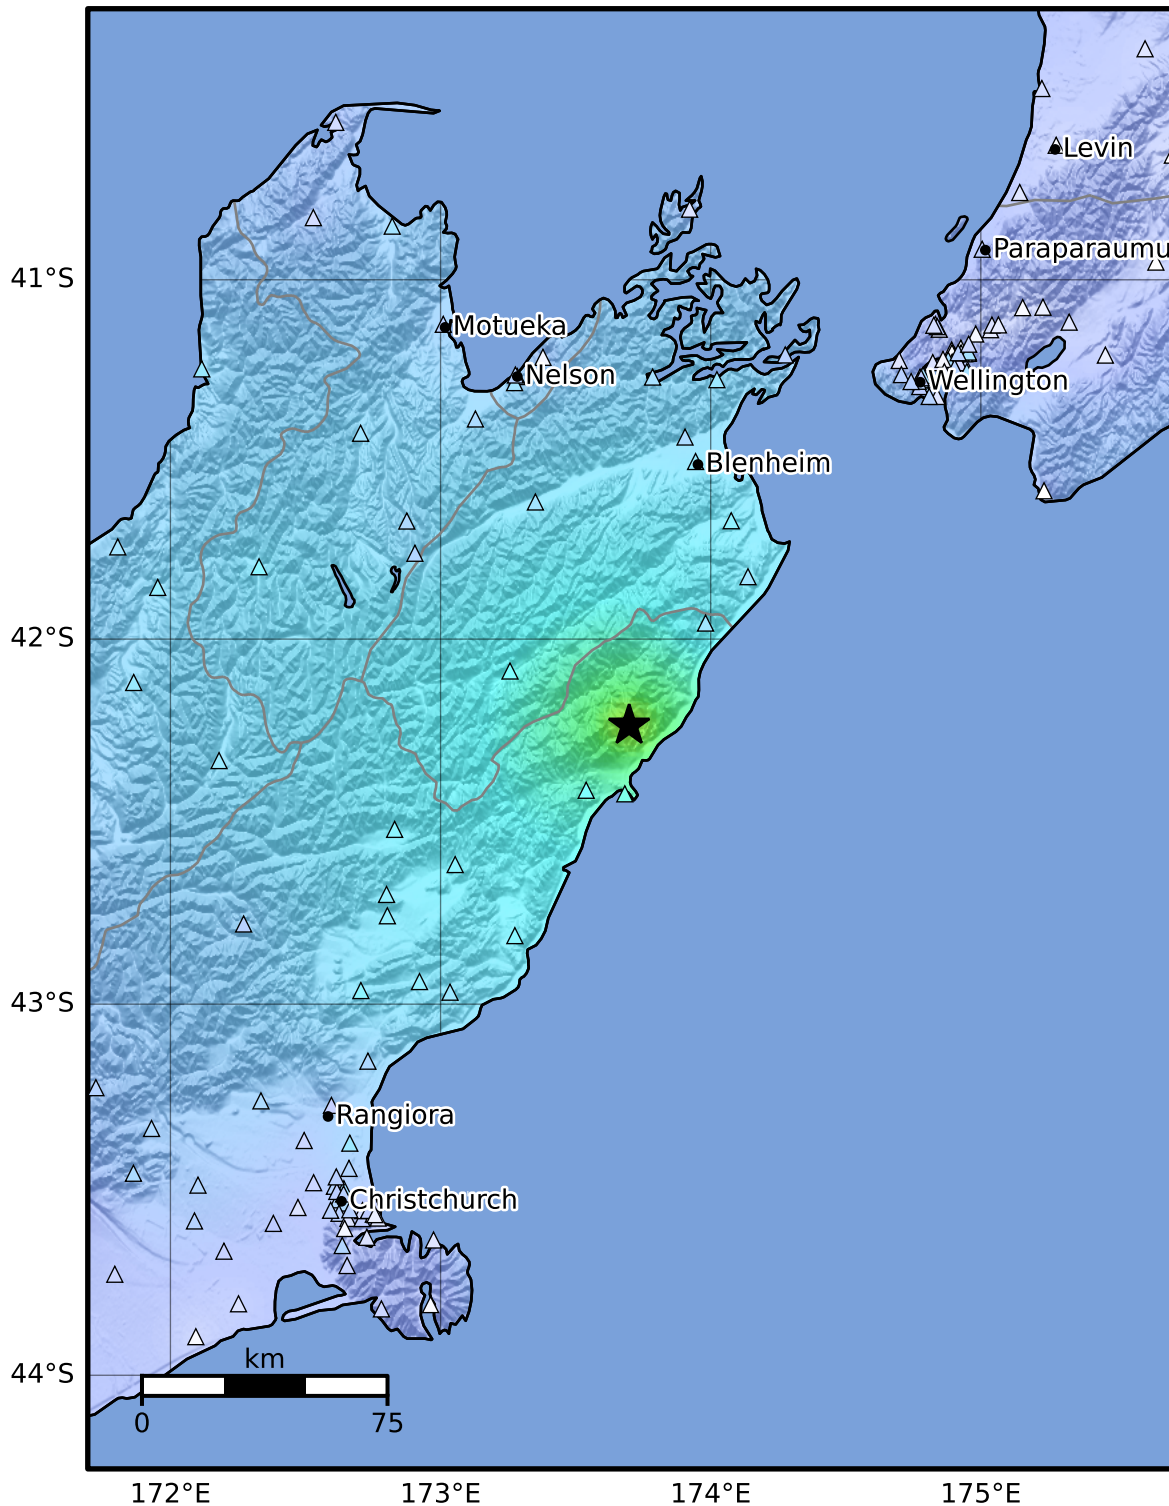 Levin
Paraparaumu
41°S
Motueka
Nelson
Wellington
Blenheim
42°S
43°S
Rangiora
Christchurch
km
44°S
0
75
172°E
173°E
174°E
175°E